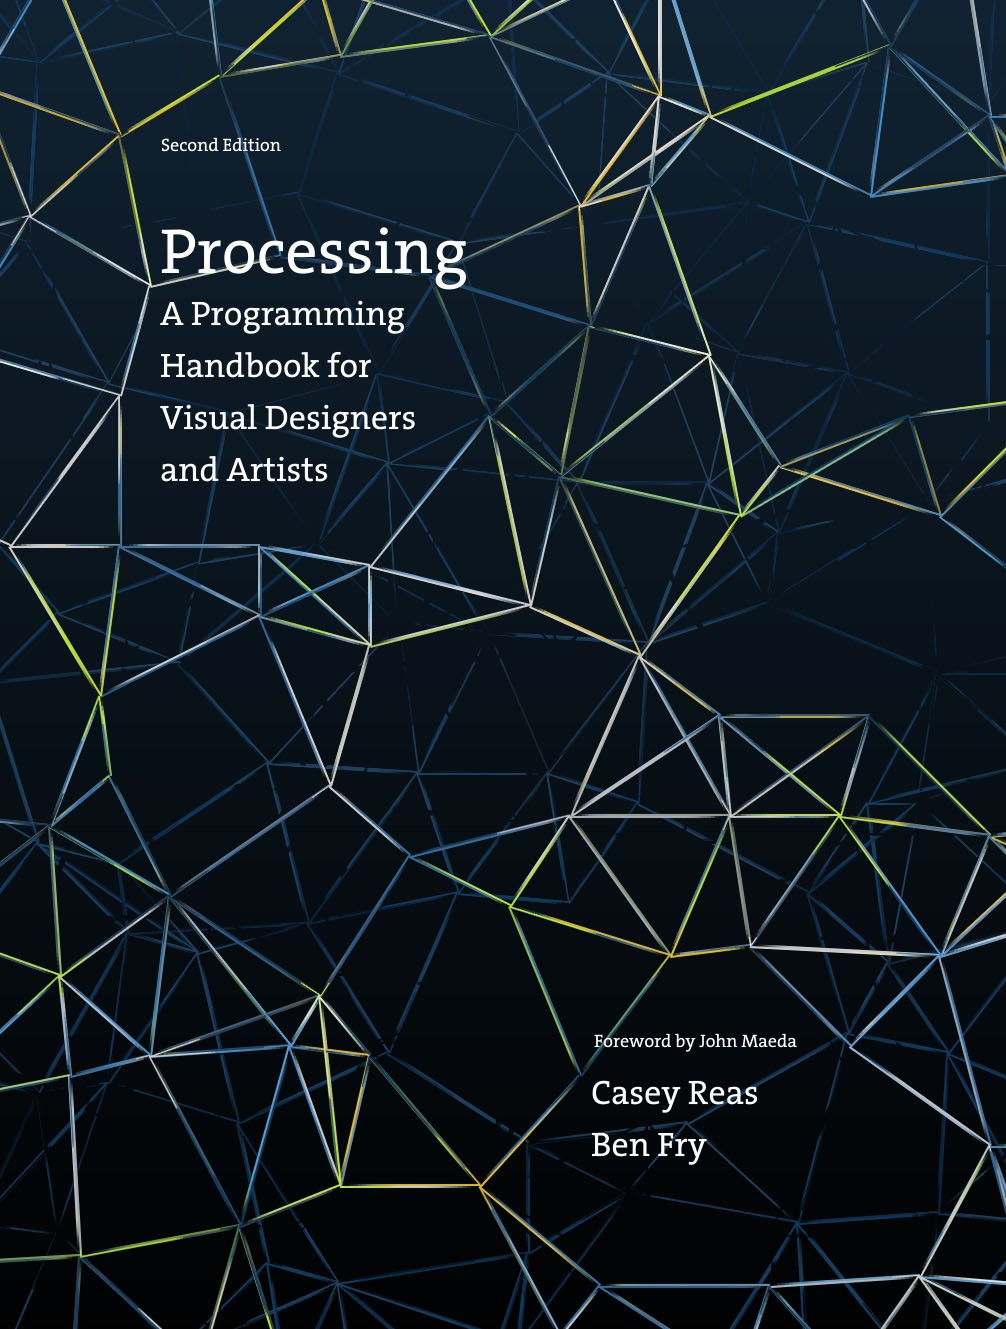 Second Edition
Processing
A Programming
Handbook for
Visual Designers
and Artists
Foreword by John Maeda
Casey Reas
Ben Fry